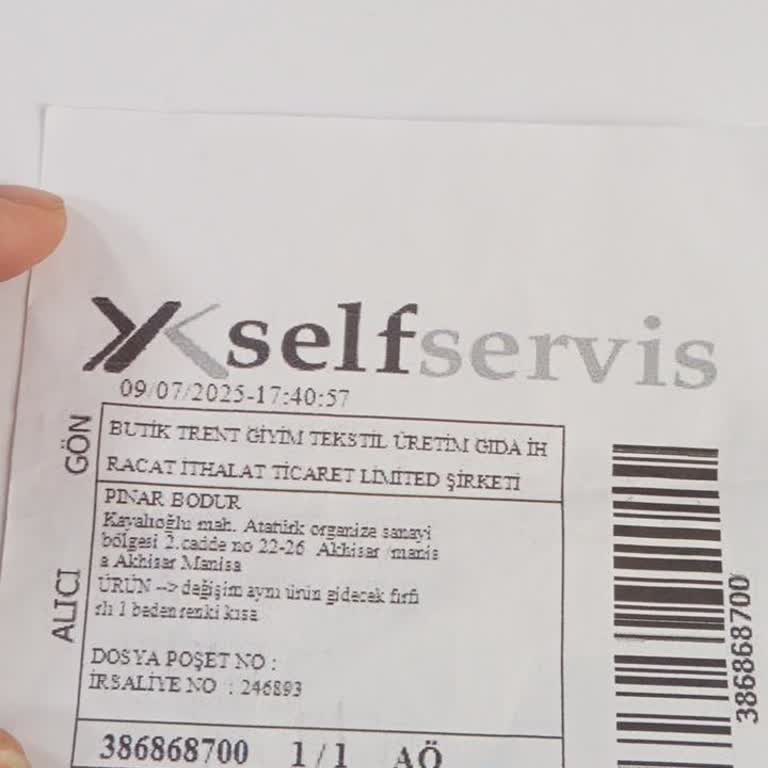 YK selfservis
09/07/2025-17:40:57
GÖN
BUTİK TRENT GİYİM TEKSTİL ÜRETİM GIDA İH
RACAT İTHALAT TİCARET LİMİTED ŞİRKETİ
ALICI
PINAR BODUR
Kayalıoğlu mah. Atatürk organize sanayi
bölgesi 2.cadde no 22-26 Akhisar /manis
a Akhisar Manisa
ÜRÜN --> değişim aynı ürün gidecek fırfı
rlı 1 beden renki kısa
DOSYA POŞET NO :
İRSALİYE NO : 246893
386868700 1 / 1 AÖ
386868700